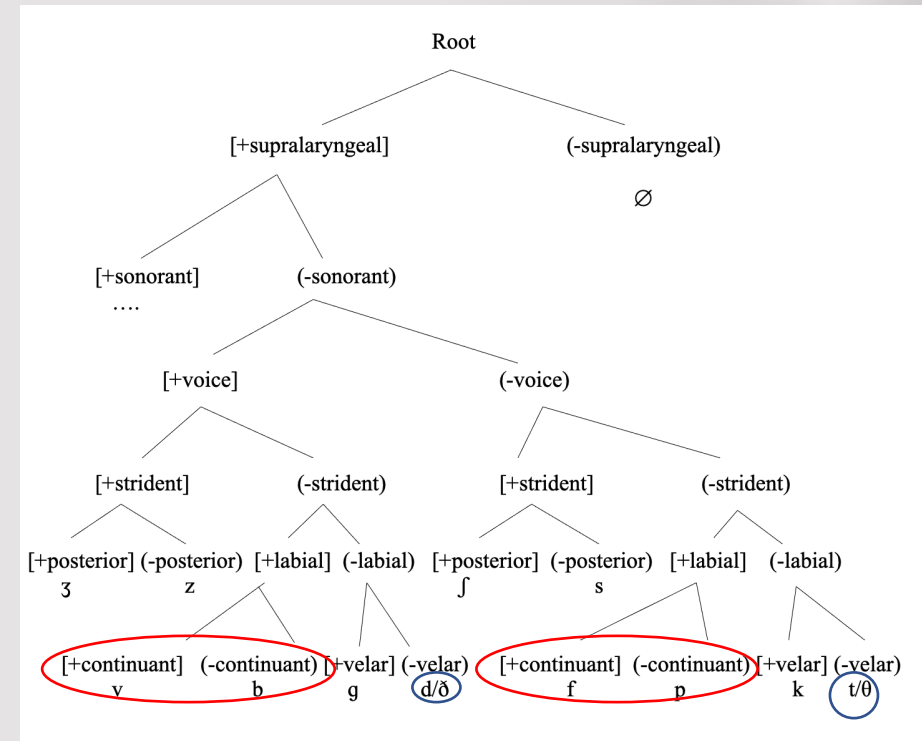 Root
[+supralaryngeal] (-supralaryngeal)
∅
[+sonorant] (-sonorant)
....
[+voice] (-voice)
[+strident] (-strident) [+strident] (-strident)
[+posterior] (-posterior) [+labial] (-labial) [+posterior] (-posterior) [+labial] (-labial)
ʒ z ʃ s
[+continuant] (-continuant) [+velar] (-velar) [+continuant] (-continuant) [+velar] (-velar)
v b g d/ð f p k t/θ